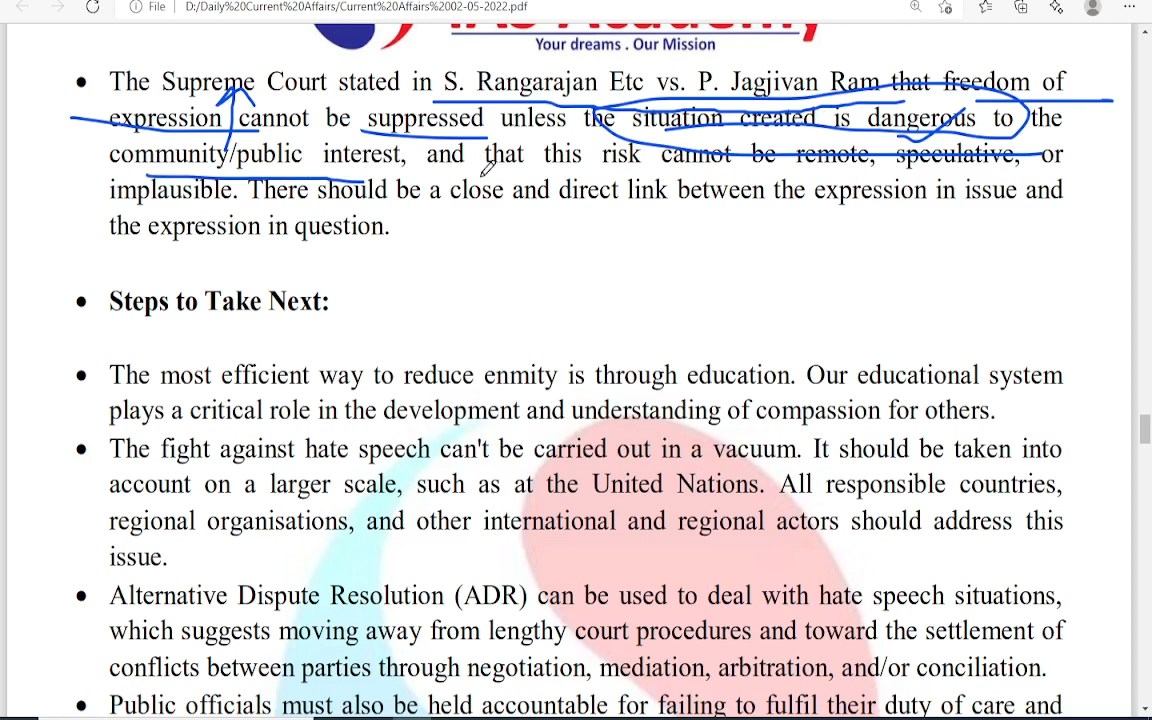 File
D:/Daily%20Current%20Affairs/Current%20Affairs%2002-05-2022.pdf
Your dreams . Our Mission
• The Supreme Court stated in S. Rangarajan Etc vs. P. Jagjivan Ram that freedom of
expression cannot be suppressed unless the situation created is dangerous to the
community/public interest, and that this risk cannot be remote, speculative, or
implausible. There should be a close and direct link between the expression in issue and
the expression in question.
• Steps to Take Next:
• The most efficient way to reduce enmity is through education. Our educational system
plays a critical role in the development and understanding of compassion for others.
• The fight against hate speech can't be carried out in a vacuum. It should be taken into
account on a larger scale, such as at the United Nations. All responsible countries,
regional organisations, and other international and regional actors should address this
issue.
• Alternative Dispute Resolution (ADR) can be used to deal with hate speech situations,
which suggests moving away from lengthy court procedures and toward the settlement of
conflicts between parties through negotiation, mediation, arbitration, and/or conciliation.
• Public officials must also be held accountable for failing to fulfil their duty of care and